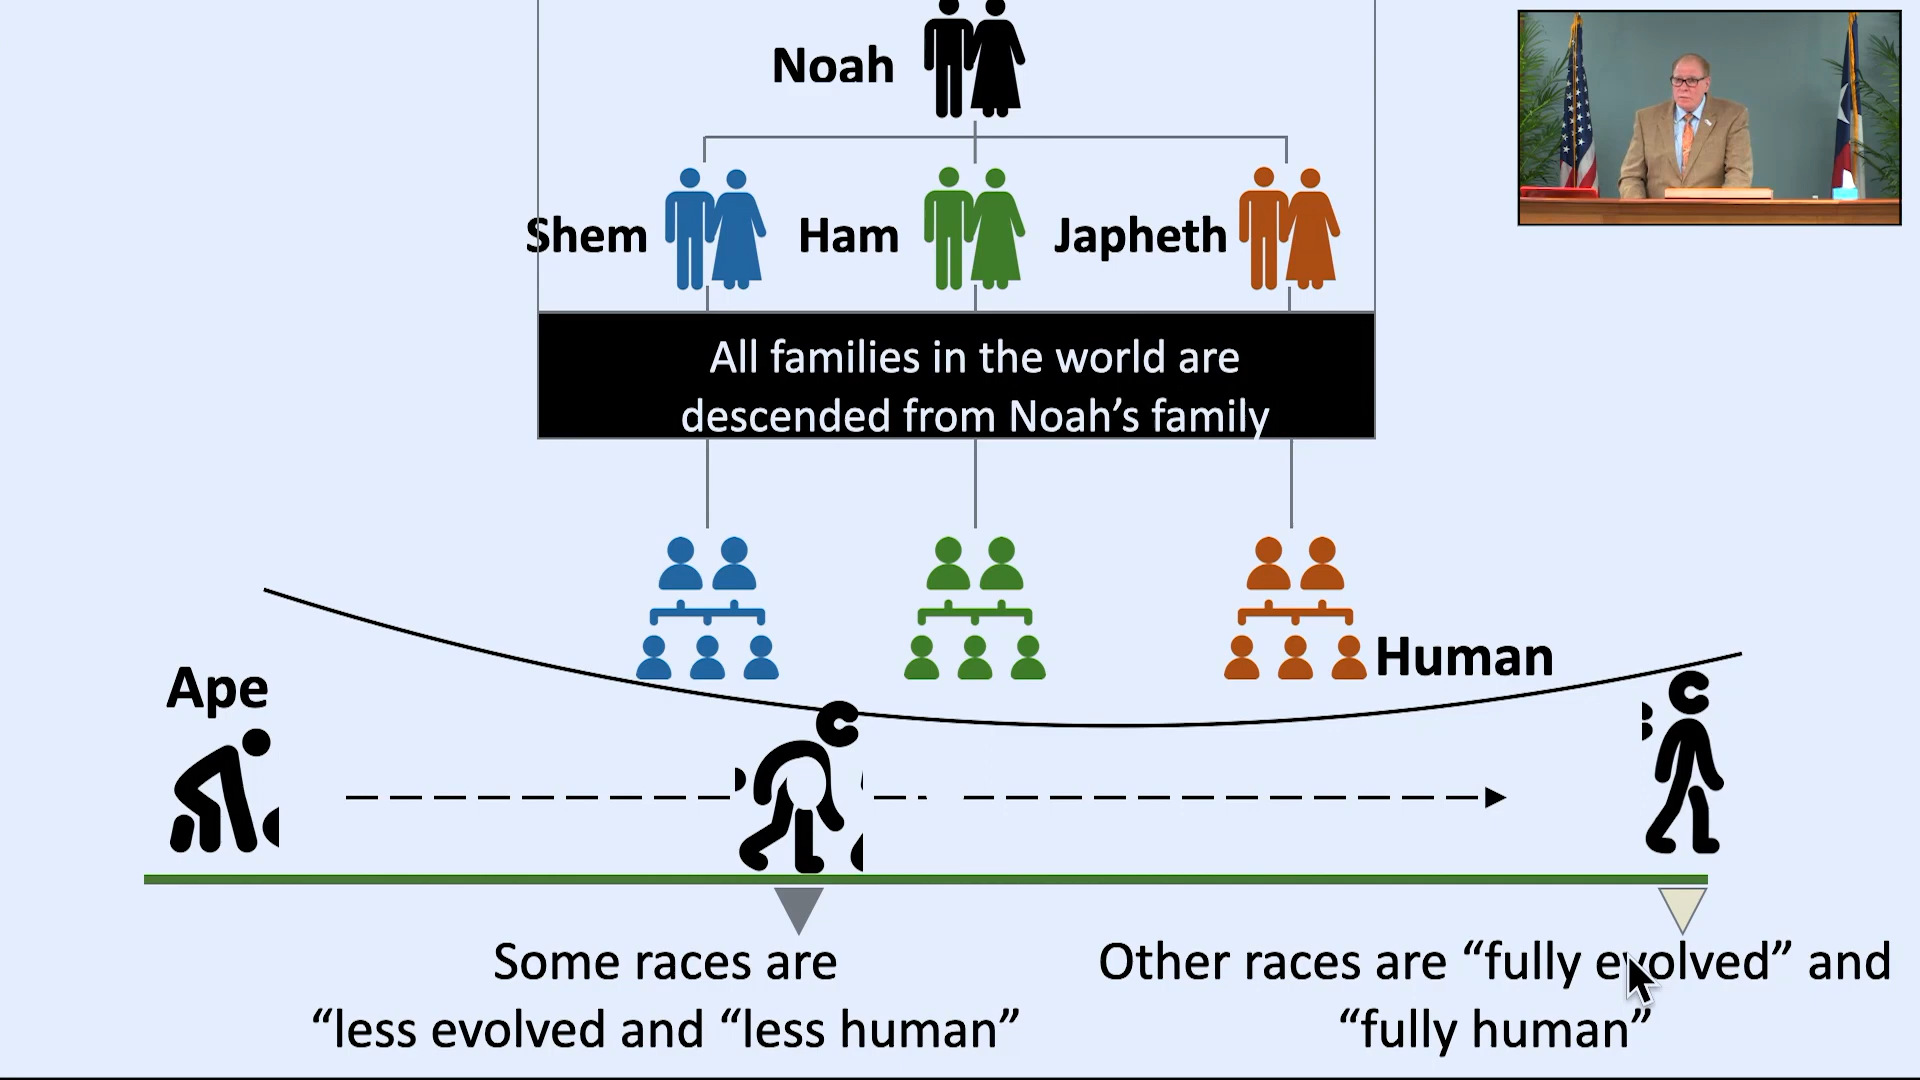 Noah
Shem
Ham
Japheth
All families in the world are
descended from Noah’s family
Human
Ape
Some races are
“less evolved and “less human”
Other races are “fully evolved” and
“fully human”